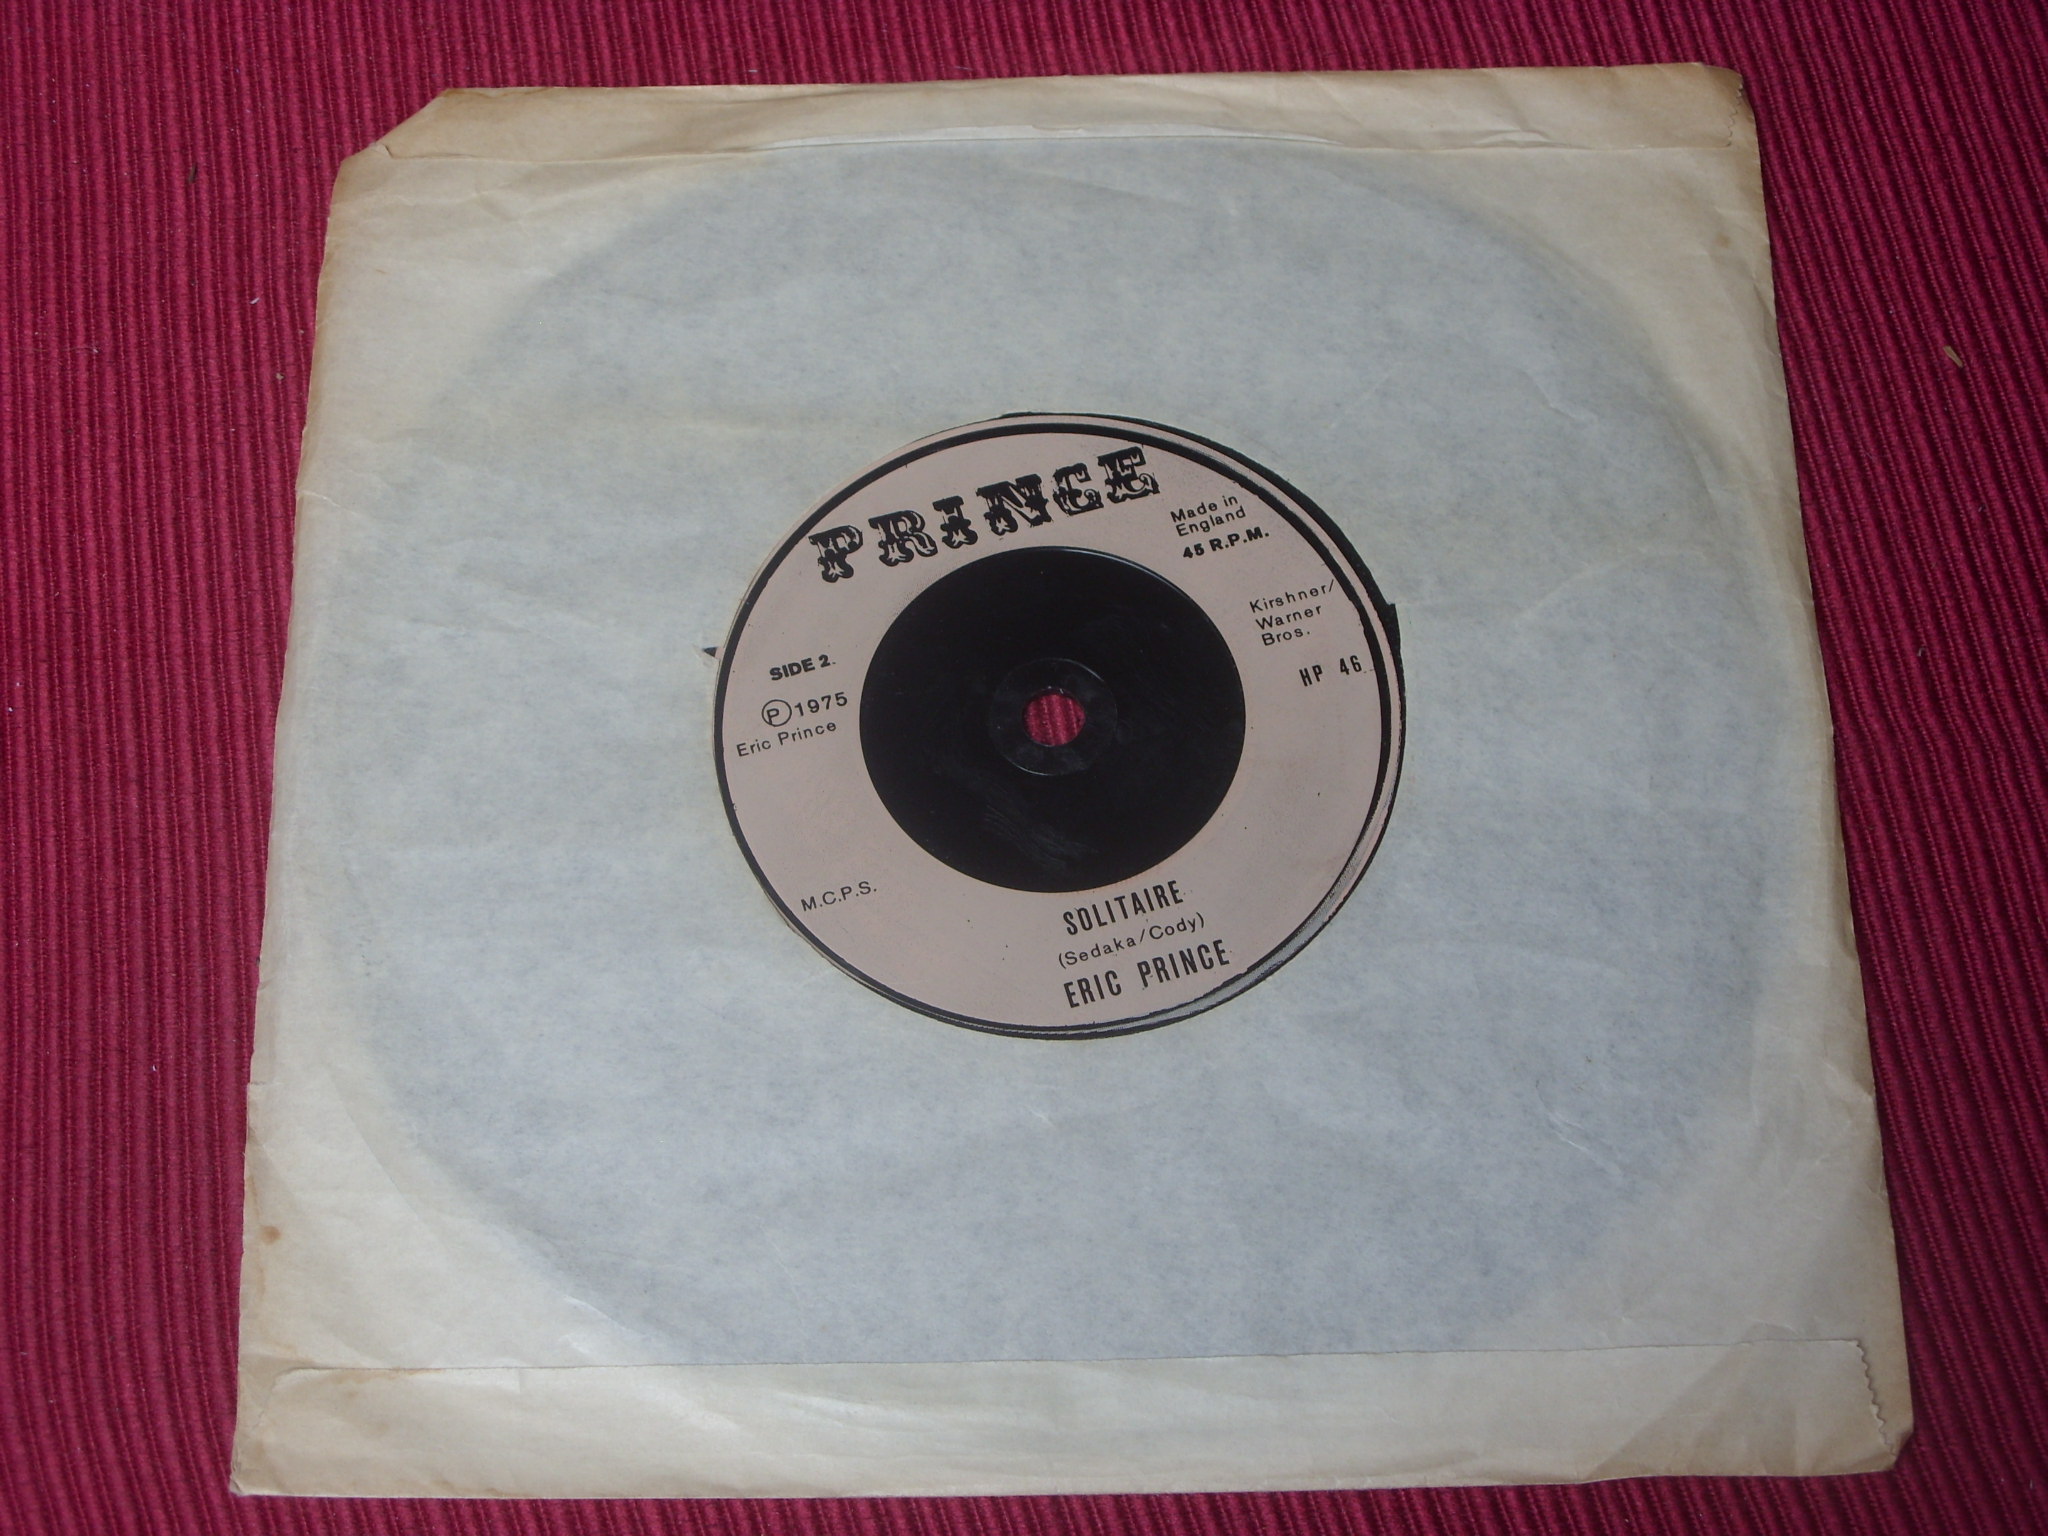 PRINCE
Made in
England
45 R.P.M.
Kirshner/
Warner
Bros.
HP 46
SIDE 2
Ⓟ1975
Eric Prince
M.C.P.S.
SOLITAIRE
(Sedaka/Cody)
ERIC PRINCE